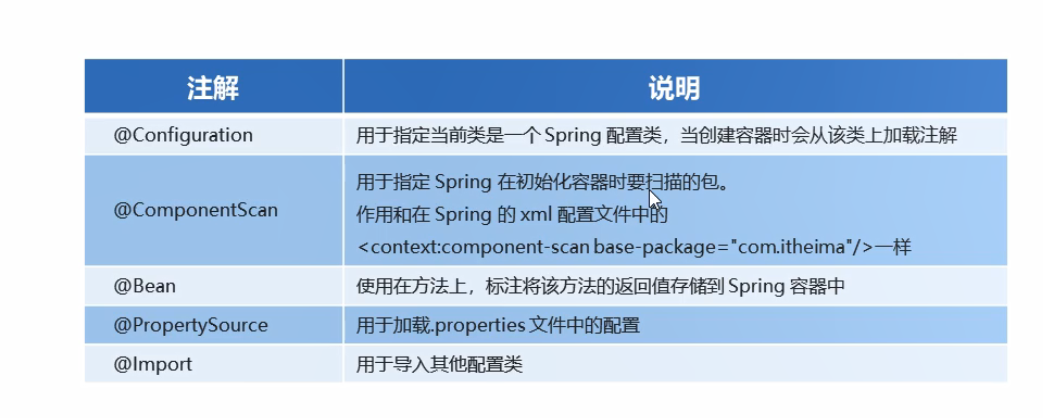 注解 说明
@Configuration 用于指定当前类是一个 Spring 配置类，当创建容器时会从该类上加载注解
用于指定 Spring 在初始化容器时要扫描的包。
@ComponentScan 作用和在 Spring 的 xml 配置文件中的
<context:component-scan base-package="com.itheima"/>一样
@Bean 使用在方法上，标注将该方法的返回值存储到 Spring 容器中
@PropertySource 用于加载.properties 文件中的配置
@Import 用于导入其他配置类